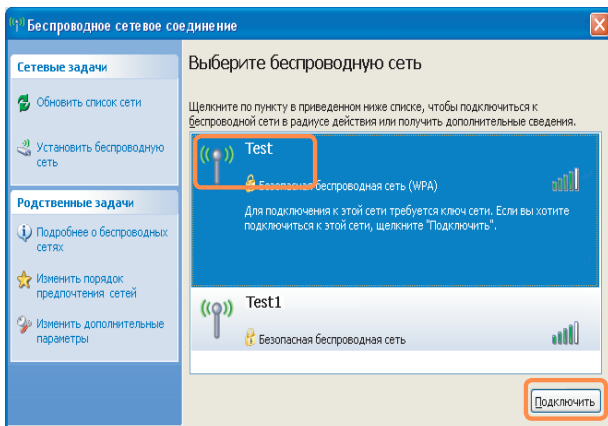 Беспроводное сетевое соединение
Сетевые задачи
Обновить список сети
Установить беспроводную
сеть
Родственные задачи
Подробнее о беспроводных
сетях
Изменить порядок
предпочтения сетей
Изменить дополнительные
параметры
Выберите беспроводную сеть
Щелкните по пункту в приведенном ниже списке, чтобы подключиться к
беспроводной сети в радиусе действия или получить дополнительные сведения.
Test
Безопасная беспроводная сеть (WPA)
Для подключения к этой сети требуется ключ сети. Если вы хотите
подключиться к этой сети, щелкните "Подключить".
Test1
Безопасная беспроводная сеть
Подключить